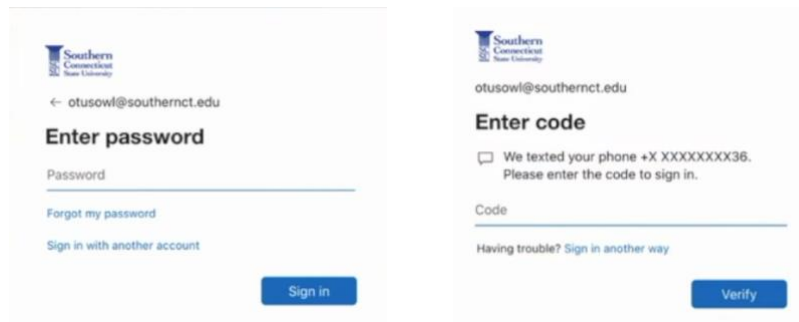 Southern
Connecticut
State University
← otusowl@southernct.edu
Enter password
Password
Forgot my password
Sign in with another account
Sign in
Southern
Connecticut
State University
otusowl@southernct.edu
Enter code
We texted your phone +X XXXXXXXX36.
Please enter the code to sign in.
Code
Having trouble? Sign in another way
Verify